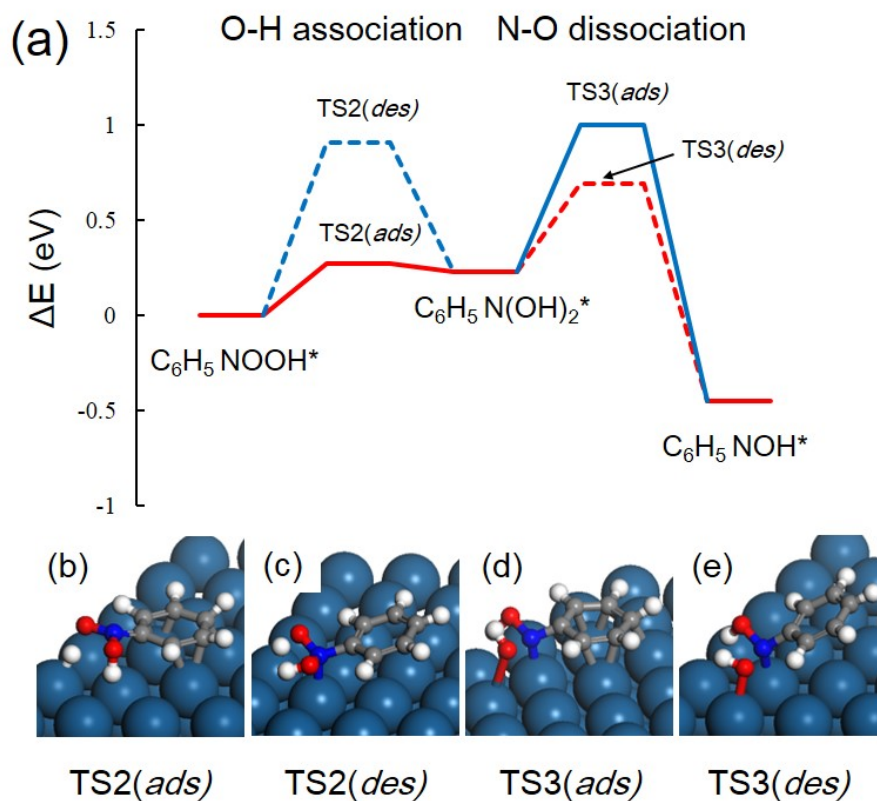 (a)
O-H association
N-O dissociation
1.5
1
0.5
0
-0.5
-1
ΔE (eV)
TS2(des)
TS2(ads)
TS3(ads)
TS3(des)
C₆H₅ NOOH*
C₆H₅ N(OH)₂*
C₆H₅ NOH*
(b)
(c)
(d)
(e)
TS2(ads)
TS2(des)
TS3(ads)
TS3(des)